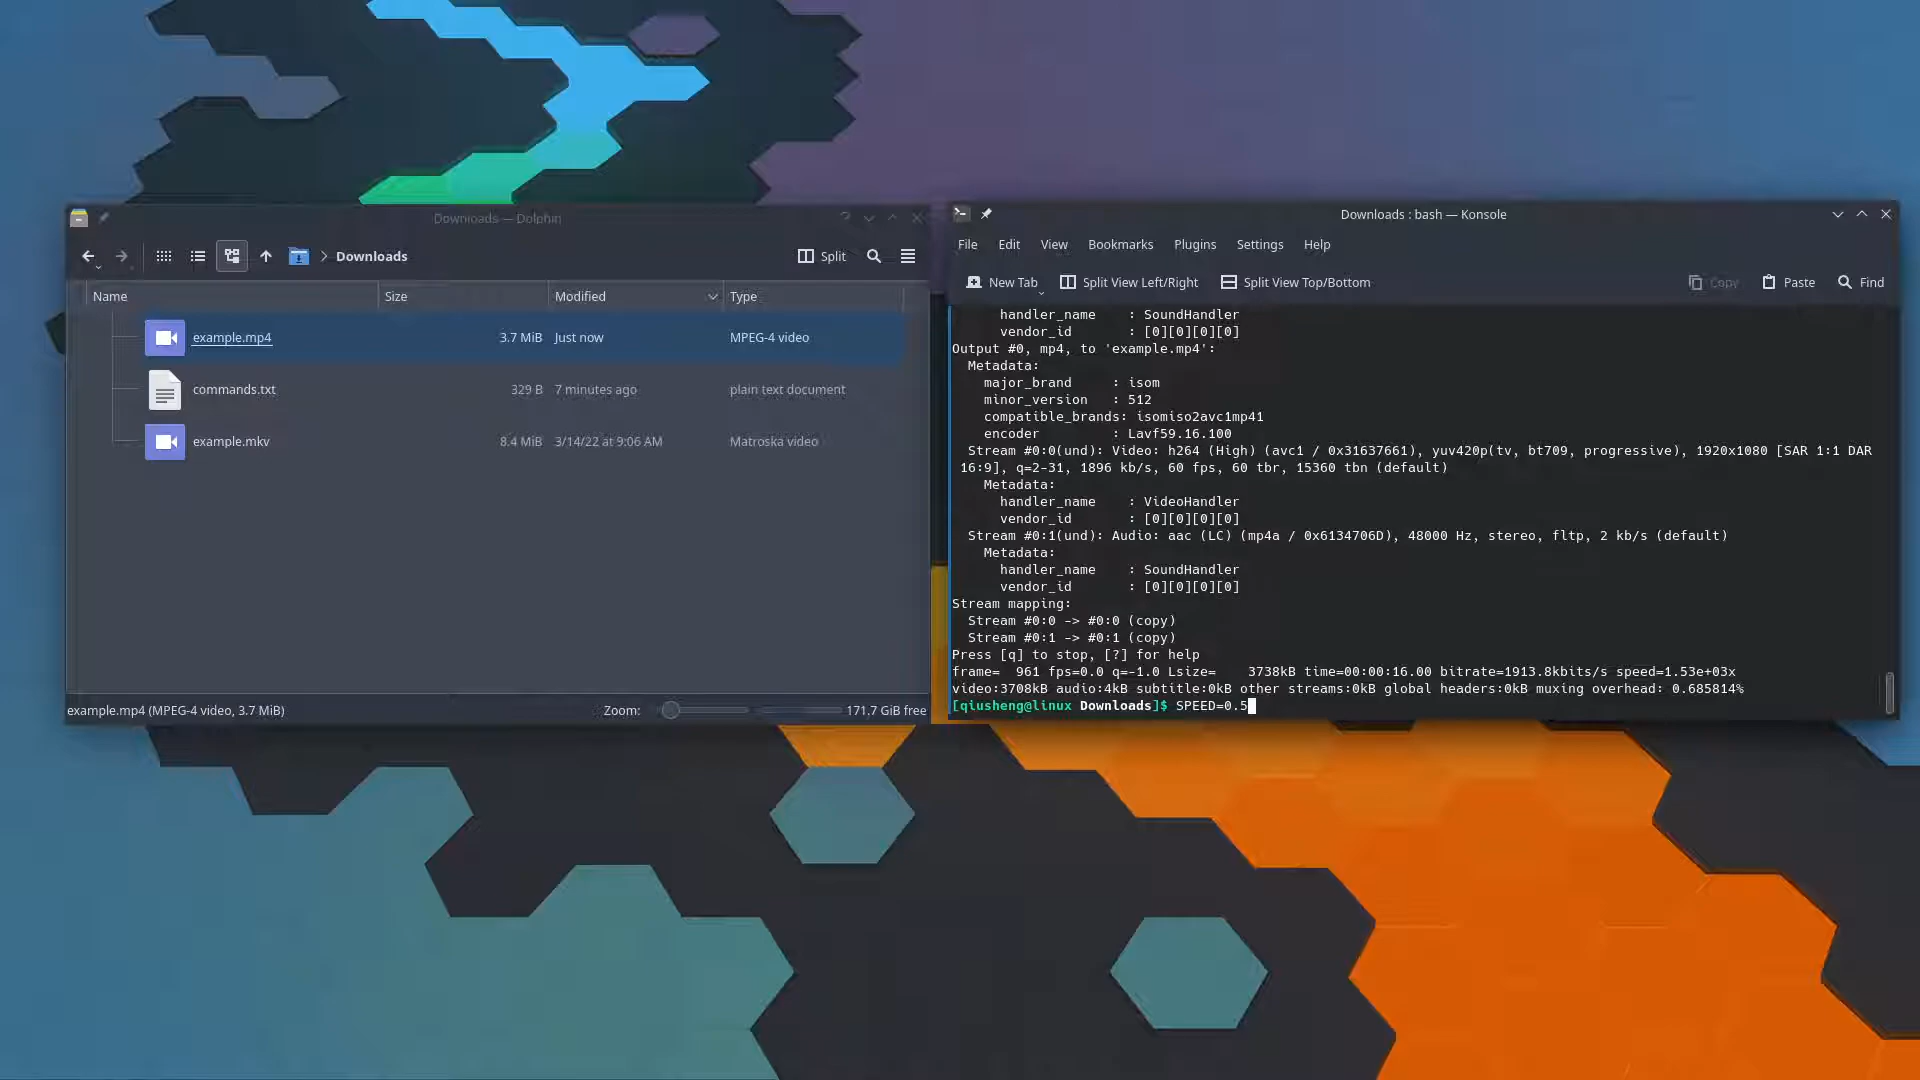 Downloads — Dolphin
Downloads
Split
Name Size Modified Type
example.mp4 3.7 MiB Just now MPEG-4 video
commands.txt 329 B 7 minutes ago plain text document
example.mkv 8.4 MiB 3/14/22 at 9:06 AM Matroska video
example.mp4 (MPEG-4 video, 3.7 MiB) Zoom: 171.7 GiB free
Downloads : bash — Konsole
File Edit View Bookmarks Plugins Settings Help
New Tab Split View Left/Right Split View Top/Bottom Copy Paste Find
handler_name : SoundHandler
vendor_id : [0][0][0][0]
Output #0, mp4, to 'example.mp4':
Metadata:
major_brand : isom
minor_version : 512
compatible_brands: isomiso2avc1mp41
encoder : Lavf59.16.100
Stream #0:0(und): Video: h264 (High) (avc1 / 0x31637661), yuv420p(tv, bt709, progressive), 1920x1080 [SAR 1:1 DAR
16:9], q=2-31, 1896 kb/s, 60 fps, 60 tbr, 15360 tbn (default)
Metadata:
handler_name : VideoHandler
vendor_id : [0][0][0][0]
Stream #0:1(und): Audio: aac (LC) (mp4a / 0x6134706D), 48000 Hz, stereo, fltp, 2 kb/s (default)
Metadata:
handler_name : SoundHandler
vendor_id : [0][0][0][0]
Stream mapping:
Stream #0:0 -> #0:0 (copy)
Stream #0:1 -> #0:1 (copy)
Press [q] to stop, [?] for help
frame= 961 fps=0.0 q=-1.0 Lsize= 3738kB time=00:00:16.00 bitrate=1913.8kbits/s speed=1.53e+03x
video:3708kB audio:4kB subtitle:0kB other streams:0kB global headers:0kB muxing overhead: 0.685814%
[qiusheng@linux Downloads]$ SPEED=0.5